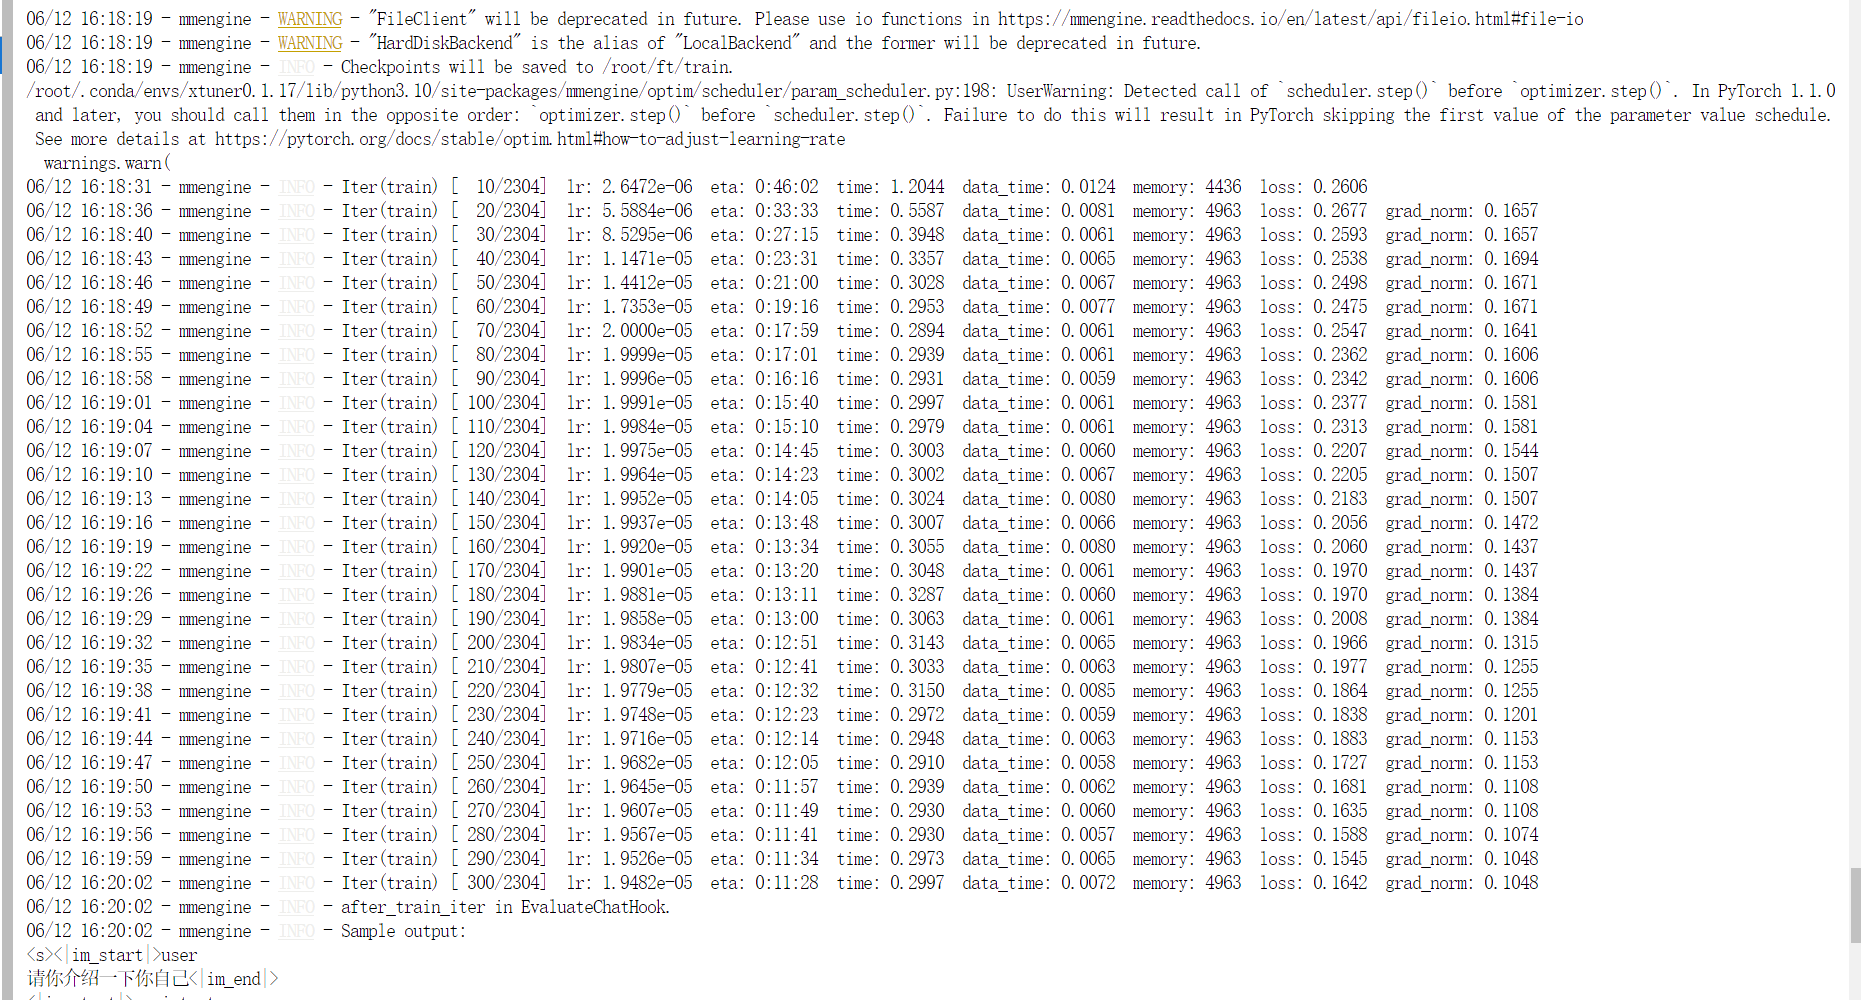 06/12 16:18:19 - mmengine - WARNING - "FileClient" will be deprecated in future. Please use io functions in https://mmengine.readthedocs.io/en/latest/api/fileio.html#file-io
06/12 16:18:19 - mmengine - WARNING - "HardDiskBackend" is the alias of "LocalBackend" and the former will be deprecated in future.
06/12 16:18:19 - mmengine - INFO - Checkpoints will be saved to /root/ft/train.
/root/.conda/envs/xtuner0.1.17/lib/python3.10/site-packages/mmengine/optim/scheduler/param_scheduler.py:198: UserWarning: Detected call of `scheduler.step()` before `optimizer.step()`. In PyTorch 1.1.0
and later, you should call them in the opposite order: `optimizer.step()` before `scheduler.step()`. Failure to do this will result in PyTorch skipping the first value of the parameter value schedule.
See more details at https://pytorch.org/docs/stable/optim.html#how-to-adjust-learning-rate
warnings.warn(
06/12 16:18:31 - mmengine - INFO - Iter(train) [  10/2304]  lr: 2.6472e-06  eta: 0:46:02  time: 1.2044  data_time: 0.0124  memory: 4436  loss: 0.2606
06/12 16:18:36 - mmengine - INFO - Iter(train) [  20/2304]  lr: 5.5884e-06  eta: 0:33:33  time: 0.5587  data_time: 0.0081  memory: 4963  loss: 0.2677  grad_norm: 0.1657
06/12 16:18:40 - mmengine - INFO - Iter(train) [  30/2304]  lr: 8.5295e-06  eta: 0:27:15  time: 0.3948  data_time: 0.0061  memory: 4963  loss: 0.2593  grad_norm: 0.1657
06/12 16:18:43 - mmengine - INFO - Iter(train) [  40/2304]  lr: 1.1471e-05  eta: 0:23:31  time: 0.3357  data_time: 0.0065  memory: 4963  loss: 0.2538  grad_norm: 0.1694
06/12 16:18:46 - mmengine - INFO - Iter(train) [  50/2304]  lr: 1.4412e-05  eta: 0:21:00  time: 0.3028  data_time: 0.0067  memory: 4963  loss: 0.2498  grad_norm: 0.1671
06/12 16:18:49 - mmengine - INFO - Iter(train) [  60/2304]  lr: 1.7353e-05  eta: 0:19:16  time: 0.2953  data_time: 0.0077  memory: 4963  loss: 0.2475  grad_norm: 0.1671
06/12 16:18:52 - mmengine - INFO - Iter(train) [  70/2304]  lr: 2.0000e-05  eta: 0:17:59  time: 0.2894  data_time: 0.0061  memory: 4963  loss: 0.2547  grad_norm: 0.1641
06/12 16:18:55 - mmengine - INFO - Iter(train) [  80/2304]  lr: 1.9999e-05  eta: 0:17:01  time: 0.2939  data_time: 0.0061  memory: 4963  loss: 0.2362  grad_norm: 0.1606
06/12 16:18:58 - mmengine - INFO - Iter(train) [  90/2304]  lr: 1.9996e-05  eta: 0:16:16  time: 0.2931  data_time: 0.0059  memory: 4963  loss: 0.2342  grad_norm: 0.1606
06/12 16:19:01 - mmengine - INFO - Iter(train) [ 100/2304]  lr: 1.9991e-05  eta: 0:15:40  time: 0.2997  data_time: 0.0061  memory: 4963  loss: 0.2377  grad_norm: 0.1581
06/12 16:19:04 - mmengine - INFO - Iter(train) [ 110/2304]  lr: 1.9984e-05  eta: 0:15:10  time: 0.2979  data_time: 0.0061  memory: 4963  loss: 0.2313  grad_norm: 0.1581
06/12 16:19:07 - mmengine - INFO - Iter(train) [ 120/2304]  lr: 1.9975e-05  eta: 0:14:45  time: 0.3003  data_time: 0.0060  memory: 4963  loss: 0.2207  grad_norm: 0.1544
06/12 16:19:10 - mmengine - INFO - Iter(train) [ 130/2304]  lr: 1.9964e-05  eta: 0:14:23  time: 0.3002  data_time: 0.0067  memory: 4963  loss: 0.2205  grad_norm: 0.1507
06/12 16:19:13 - mmengine - INFO - Iter(train) [ 140/2304]  lr: 1.9952e-05  eta: 0:14:05  time: 0.3024  data_time: 0.0080  memory: 4963  loss: 0.2183  grad_norm: 0.1507
06/12 16:19:16 - mmengine - INFO - Iter(train) [ 150/2304]  lr: 1.9937e-05  eta: 0:13:48  time: 0.3007  data_time: 0.0066  memory: 4963  loss: 0.2056  grad_norm: 0.1472
06/12 16:19:19 - mmengine - INFO - Iter(train) [ 160/2304]  lr: 1.9920e-05  eta: 0:13:34  time: 0.3055  data_time: 0.0080  memory: 4963  loss: 0.2060  grad_norm: 0.1437
06/12 16:19:22 - mmengine - INFO - Iter(train) [ 170/2304]  lr: 1.9901e-05  eta: 0:13:20  time: 0.3048  data_time: 0.0061  memory: 4963  loss: 0.1970  grad_norm: 0.1437
06/12 16:19:26 - mmengine - INFO - Iter(train) [ 180/2304]  lr: 1.9881e-05  eta: 0:13:11  time: 0.3287  data_time: 0.0060  memory: 4963  loss: 0.1970  grad_norm: 0.1384
06/12 16:19:29 - mmengine - INFO - Iter(train) [ 190/2304]  lr: 1.9858e-05  eta: 0:13:00  time: 0.3063  data_time: 0.0061  memory: 4963  loss: 0.2008  grad_norm: 0.1384
06/12 16:19:32 - mmengine - INFO - Iter(train) [ 200/2304]  lr: 1.9834e-05  eta: 0:12:51  time: 0.3143  data_time: 0.0065  memory: 4963  loss: 0.1966  grad_norm: 0.1315
06/12 16:19:35 - mmengine - INFO - Iter(train) [ 210/2304]  lr: 1.9807e-05  eta: 0:12:41  time: 0.3033  data_time: 0.0063  memory: 4963  loss: 0.1977  grad_norm: 0.1255
06/12 16:19:38 - mmengine - INFO - Iter(train) [ 220/2304]  lr: 1.9779e-05  eta: 0:12:32  time: 0.3150  data_time: 0.0085  memory: 4963  loss: 0.1864  grad_norm: 0.1255
06/12 16:19:41 - mmengine - INFO - Iter(train) [ 230/2304]  lr: 1.9748e-05  eta: 0:12:23  time: 0.2972  data_time: 0.0059  memory: 4963  loss: 0.1838  grad_norm: 0.1201
06/12 16:19:44 - mmengine - INFO - Iter(train) [ 240/2304]  lr: 1.9716e-05  eta: 0:12:14  time: 0.2948  data_time: 0.0063  memory: 4963  loss: 0.1883  grad_norm: 0.1153
06/12 16:19:47 - mmengine - INFO - Iter(train) [ 250/2304]  lr: 1.9682e-05  eta: 0:12:05  time: 0.2910  data_time: 0.0058  memory: 4963  loss: 0.1727  grad_norm: 0.1153
06/12 16:19:50 - mmengine - INFO - Iter(train) [ 260/2304]  lr: 1.9645e-05  eta: 0:11:57  time: 0.2939  data_time: 0.0062  memory: 4963  loss: 0.1681  grad_norm: 0.1108
06/12 16:19:53 - mmengine - INFO - Iter(train) [ 270/2304]  lr: 1.9607e-05  eta: 0:11:49  time: 0.2930  data_time: 0.0060  memory: 4963  loss: 0.1635  grad_norm: 0.1108
06/12 16:19:56 - mmengine - INFO - Iter(train) [ 280/2304]  lr: 1.9567e-05  eta: 0:11:41  time: 0.2930  data_time: 0.0057  memory: 4963  loss: 0.1588  grad_norm: 0.1074
06/12 16:19:59 - mmengine - INFO - Iter(train) [ 290/2304]  lr: 1.9526e-05  eta: 0:11:34  time: 0.2973  data_time: 0.0065  memory: 4963  loss: 0.1545  grad_norm: 0.1048
06/12 16:20:02 - mmengine - INFO - Iter(train) [ 300/2304]  lr: 1.9482e-05  eta: 0:11:28  time: 0.2997  data_time: 0.0072  memory: 4963  loss: 0.1642  grad_norm: 0.1048
06/12 16:20:02 - mmengine - INFO - after_train_iter in EvaluateChatHook.
06/12 16:20:02 - mmengine - INFO - Sample output:
<s><|im_start|>user
请你介绍一下你自己<|im_end|>